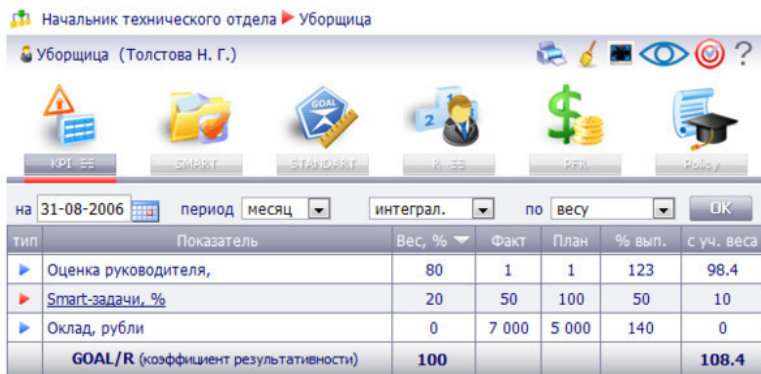 Начальник технического отдела Уборщица
Уборщица (Толстова Н. Г.)
?
GOAL
2 1
KPI SMART STANDART R PFR Policy
на 31-08-2006 период месяц интеграл. по весу OK
тип Показатель Вес, % Факт План % вып. с уч. веса
Оценка руководителя, 80 1 1 123 98.4
Smart-задачи, % 20 50 100 50 10
Оклад, рубли 0 7 000 5 000 140 0
GOAL/R (коэффициент результативности) 100 108.4